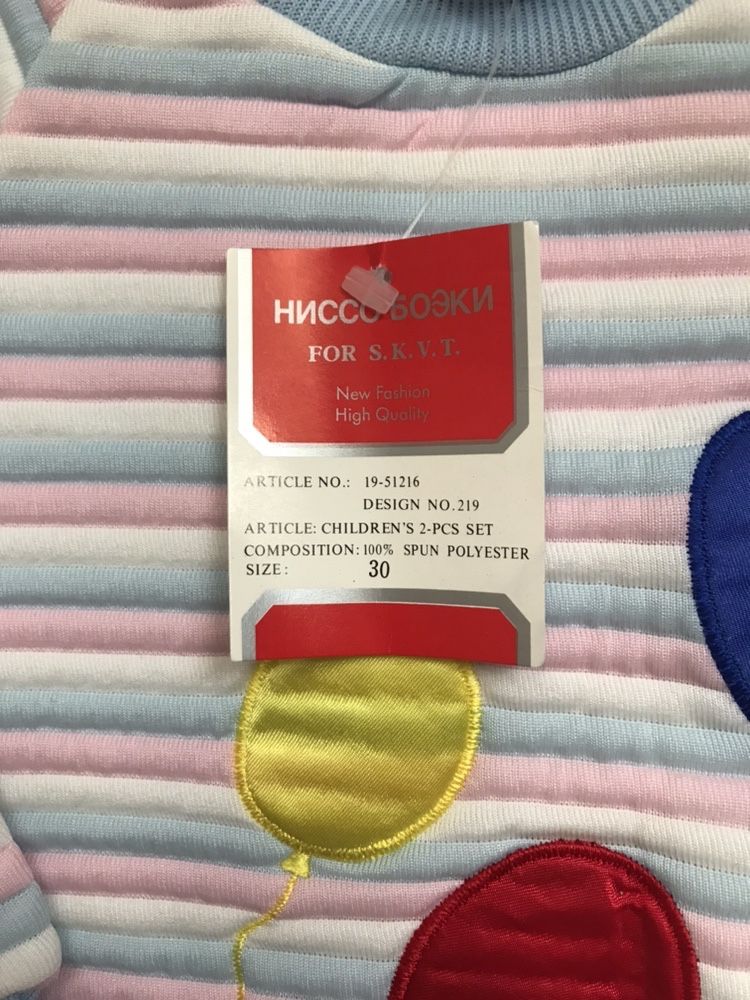 НИССО БОЭКИ
FOR S.K.V.T.
New Fashion
High Quality
ARTICLE NO.: 19-51216
DESIGN NO.219
ARTICLE: CHILDREN'S 2-PCS SET
COMPOSITION: 100% SPUN POLYESTER
SIZE: 30